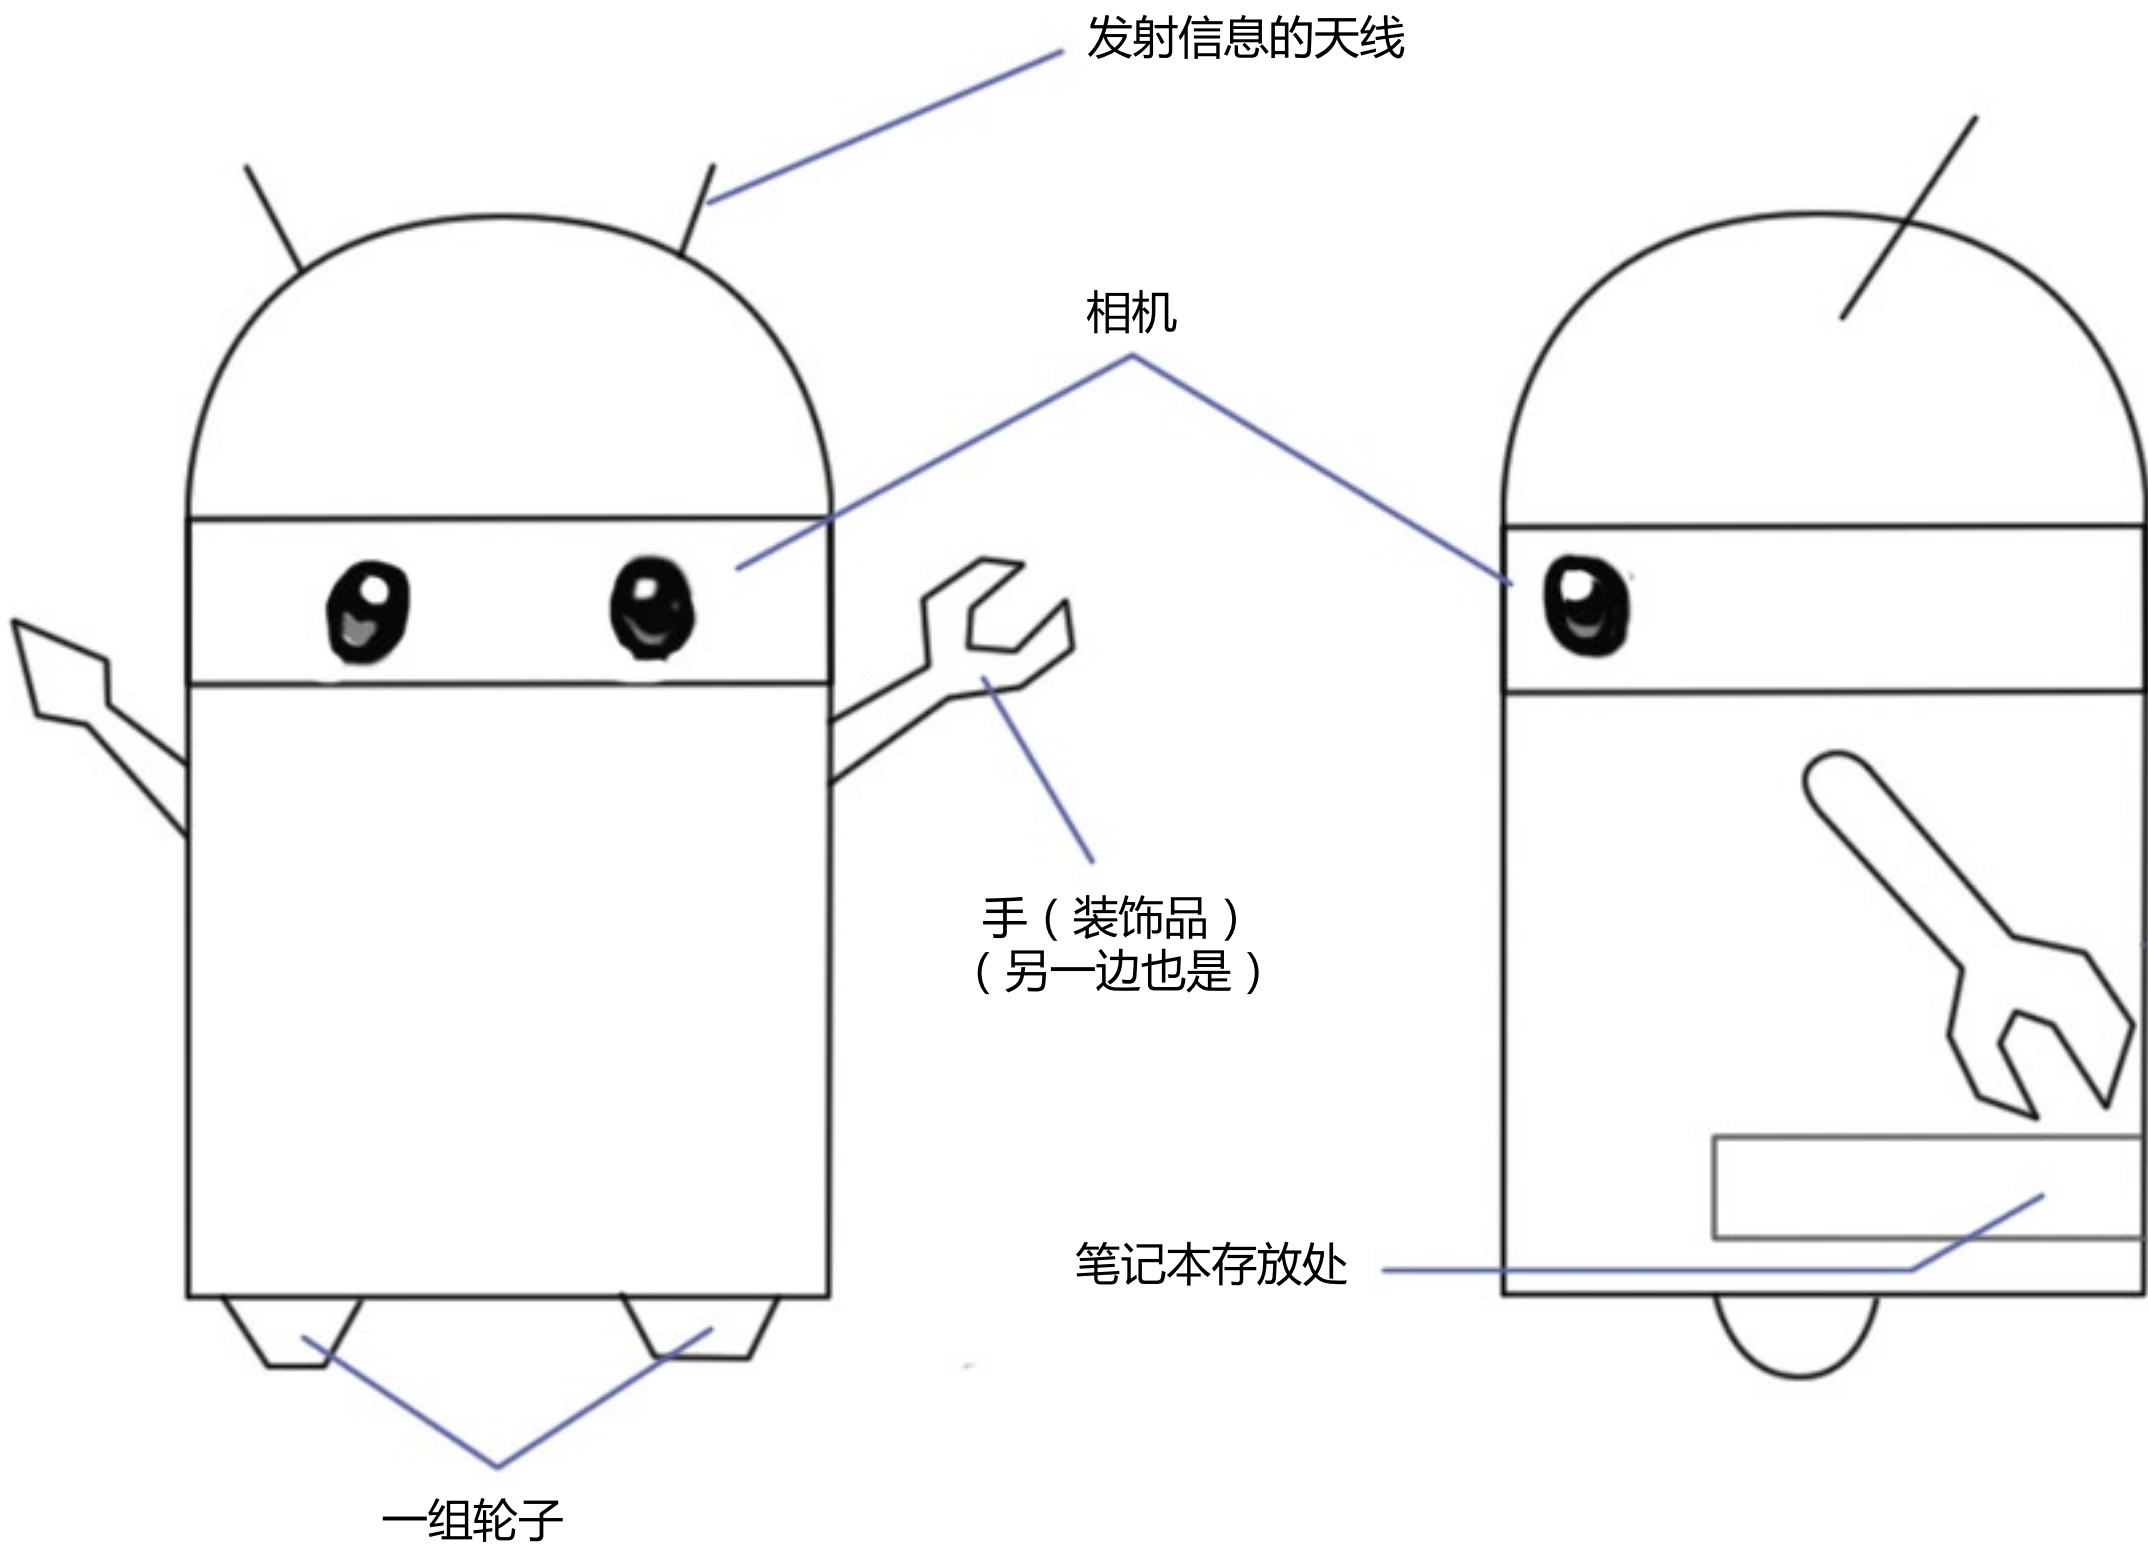 发射信息的天线
相机
手（装饰品）
（另一边也是）
笔记本存放处
一组轮子